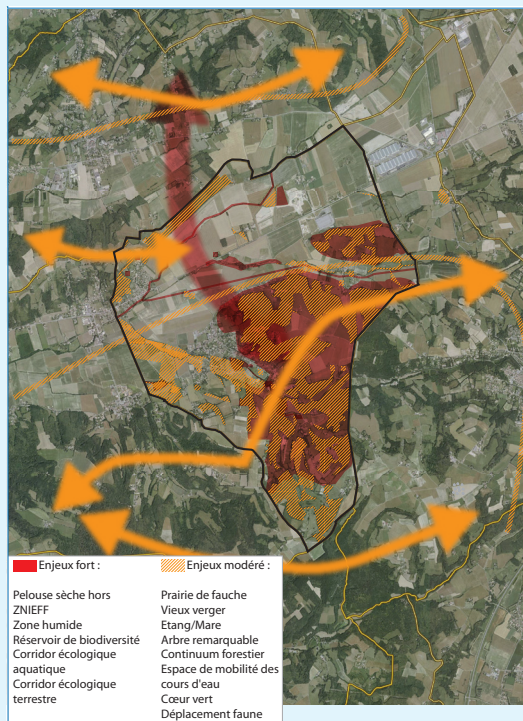 Enjeux fort :
Pelouse sèche hors
ZNIEFF
Zone humide
Réservoir de biodiversité
Corridor écologique
aquatique
Corridor écologique
terrestre
Enjeux modéré :
Prairie de fauche
Vieux verger
Etang/Mare
Arbre remarquable
Continuum forestier
Espace de mobilité des
cours d'eau
Cœur vert
Déplacement faune